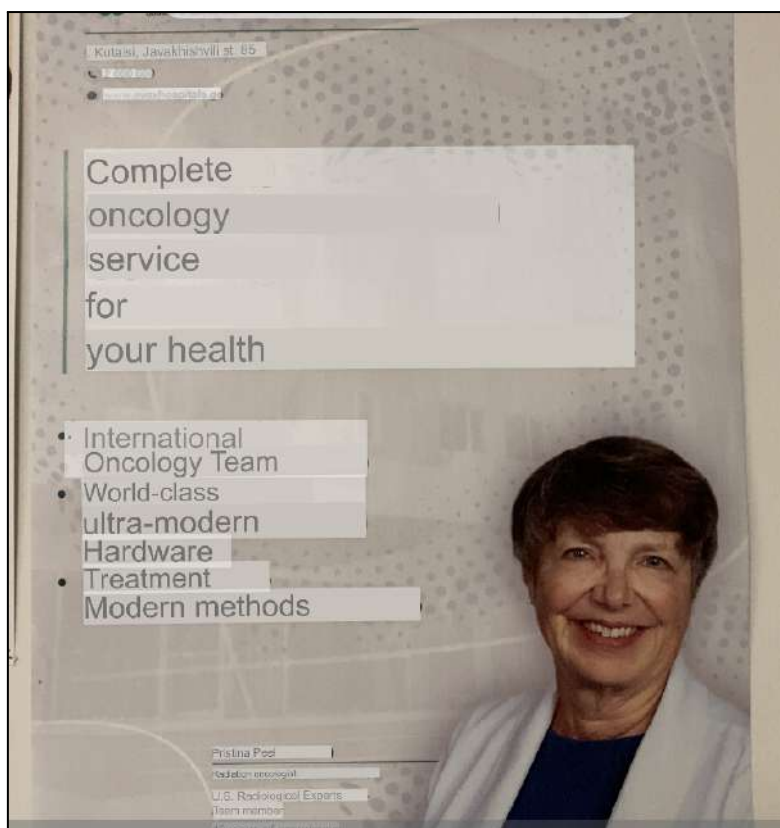 Kutaisi, Javakhishvili st. 85
Complete
oncology
service
for
your health
• International
Oncology Team
• World-class
ultra-modern
Hardware
• Treatment
Modern methods
Pristina Peel
Radiation oncologist
U.S. Radiological Experts
Team member